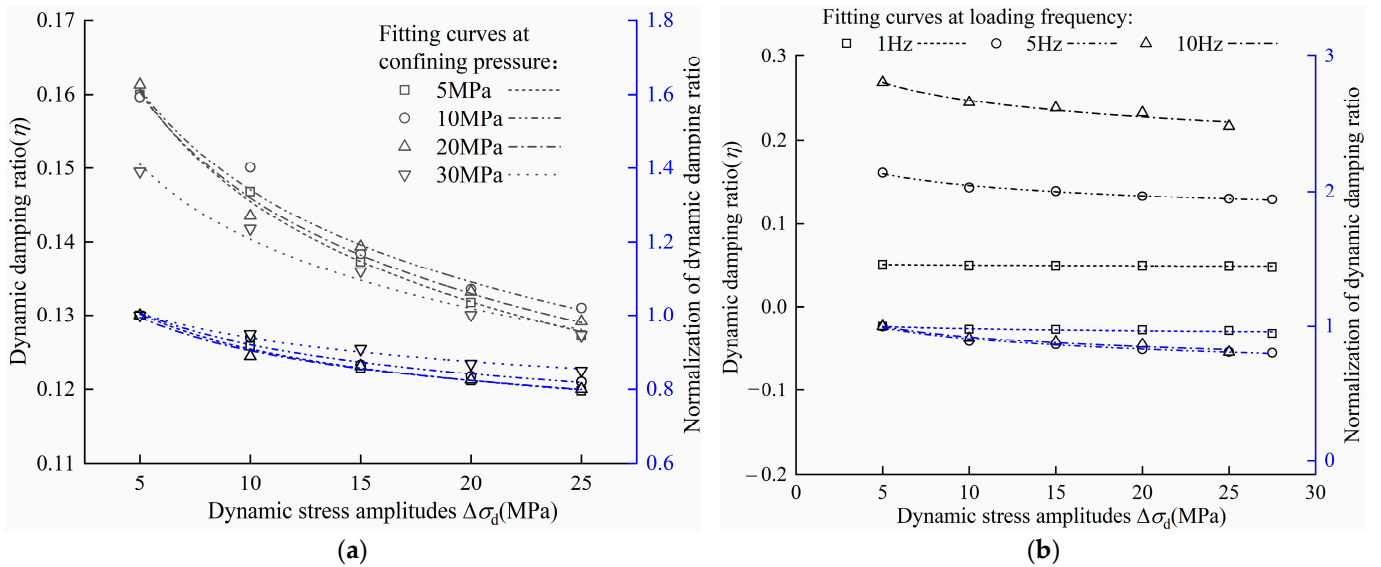 Fitting curves at
confining pressure:
5MPa
10MPa
20MPa
30MPa
0.17
0.16
0.15
0.14
0.13
0.12
0.11
Dynamic damping ratio(η)
5
10
15
20
25
Dynamic stress amplitudes Δσd(MPa)
1.8
1.6
1.4
1.2
1.0
0.8
0.6
Normalization of dynamic damping ratio
(a)
Fitting curves at loading frequency:
1Hz 5Hz 10Hz
0.3
0.2
0.1
0.0
−0.1
−0.2
Dynamic damping ratio(η)
0
5
10
15
20
25
30
Dynamic stress amplitudes Δσd(MPa)
3
2
1
0
Normalization of dynamic damping ratio
(b)